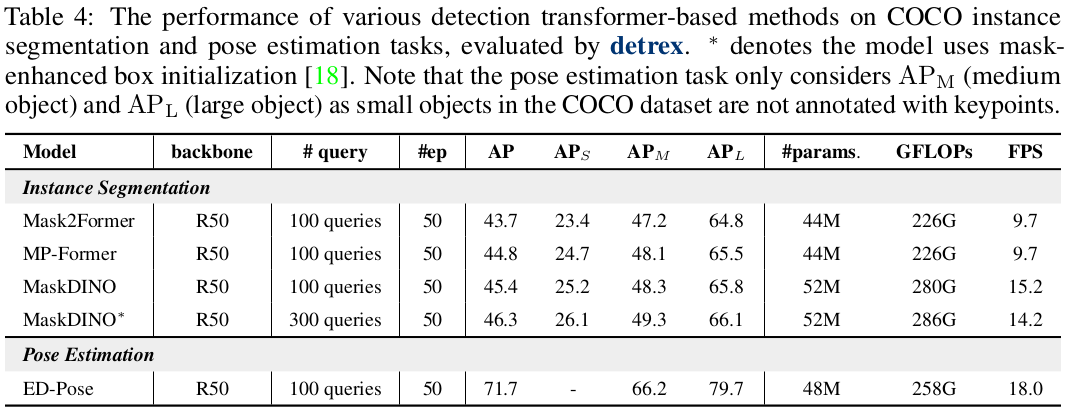 Table 4: The performance of various detection transformer-based methods on COCO instance
segmentation and pose estimation tasks, evaluated by detrex. * denotes the model uses mask-
enhanced box initialization [18]. Note that the pose estimation task only considers AP_M (medium
object) and AP_L (large object) as small objects in the COCO dataset are not annotated with keypoints.
Model backbone # query #ep AP AP_S AP_M AP_L #params. GFLOPs FPS
Instance Segmentation
Mask2Former R50 100 queries 50 43.7 23.4 47.2 64.8 44M 226G 9.7
MP-Former R50 100 queries 50 44.8 24.7 48.1 65.5 44M 226G 9.7
MaskDINO R50 100 queries 50 45.4 25.2 48.3 65.8 52M 280G 15.2
MaskDINO* R50 300 queries 50 46.3 26.1 49.3 66.1 52M 286G 14.2
Pose Estimation
ED-Pose R50 100 queries 50 71.7 - 66.2 79.7 48M 258G 18.0